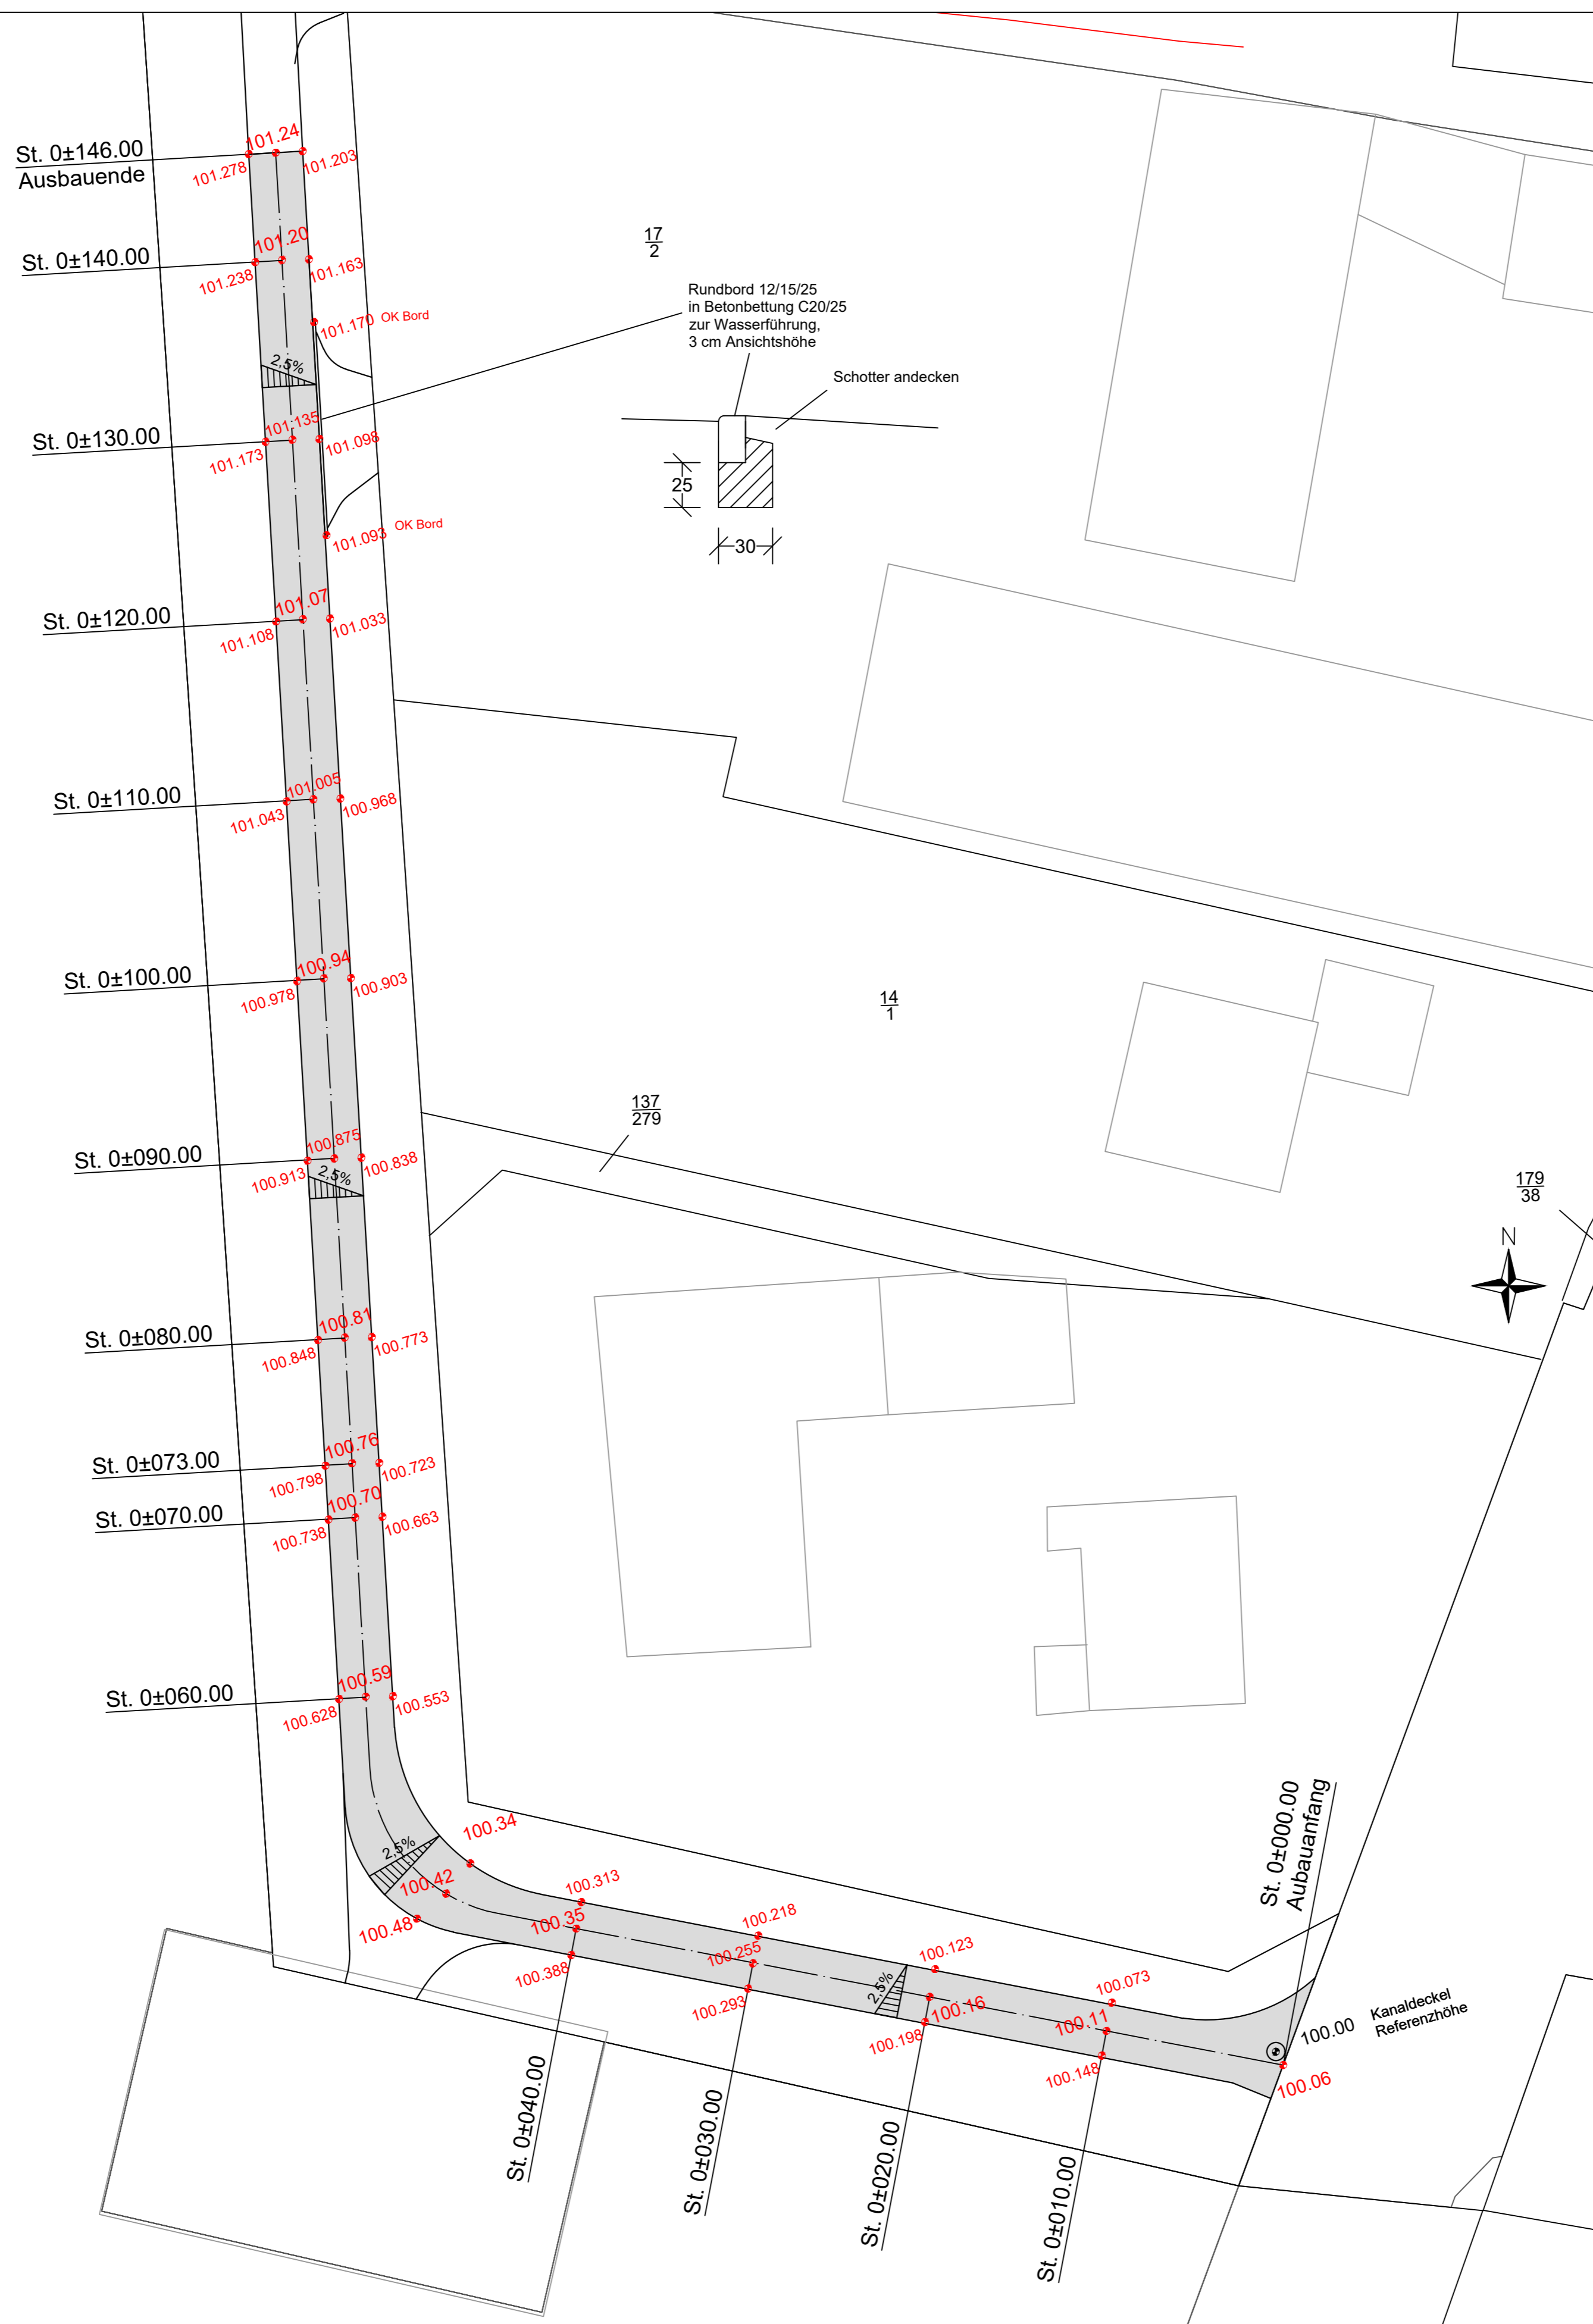 St. 0±146.00
Ausbauende
101.24
101.278
101.203
St. 0±140.00
101.20
101.238
101.163
101.170 OK Bord
2,5%
St. 0±130.00
101.135
101.173
101.098
101.093 OK Bord
17
2
Rundbord 12/15/25
in Betonbettung C20/25
zur Wasserführung,
3 cm Ansichtshöhe
Schotter andecken
25
30
St. 0±120.00
101.07
101.108
101.033
St. 0±110.00
101.005
101.043
100.968
St. 0±100.00
100.94
100.978
100.903
14
1
137
279
179
38
N
St. 0±090.00
100.875
100.913
100.838
2,5%
St. 0±080.00
100.81
100.848
100.773
St. 0±073.00
100.76
100.798
100.723
St. 0±070.00
100.70
100.738
100.663
St. 0±060.00
100.59
100.628
100.553
2,5%
100.34
100.42
100.48
100.313
100.35
100.388
St. 0±040.00
100.218
100.255
100.293
St. 0±030.00
2,5%
100.123
100.16
100.198
St. 0±020.00
100.073
100.11
100.148
St. 0±010.00
St. 0±000.00
Aubauanfang
100.00
Kanaldeckel
Referenzhöhe
100.06